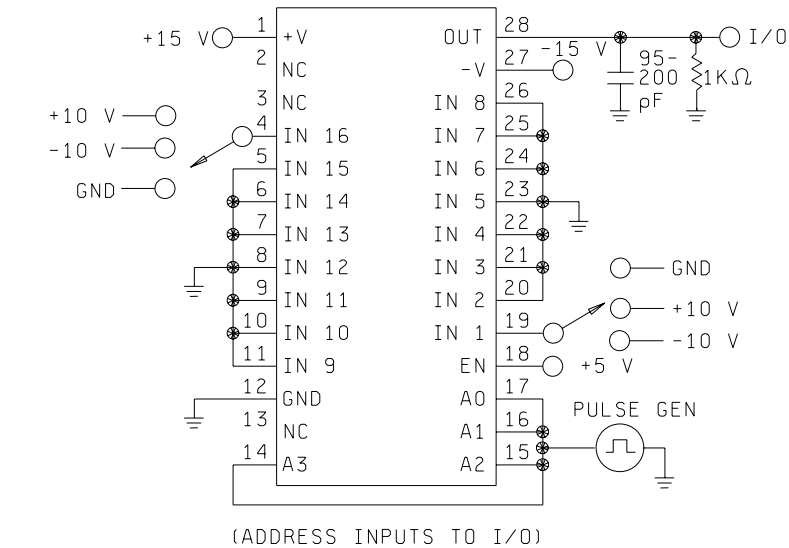 1 28
+15 V +V OUT I/O
2 27 -15 V
NC -V 95-
200
pF 1KΩ
3 26
NC IN 8
+10 V
4 25
IN 16 IN 7
-10 V
5 24
IN 15 IN 6
GND
6 23
IN 14 IN 5
7 22
IN 13 IN 4
8 21
IN 12 IN 3 GND
9 20
IN 11 IN 2 +10 V
10 19
IN 10 IN 1 -10 V
11 18
IN 9 EN +5 V
12 17
GND A0 PULSE GEN
13 16
NC A1
14 15
A3 A2
(ADDRESS INPUTS TO I/O)